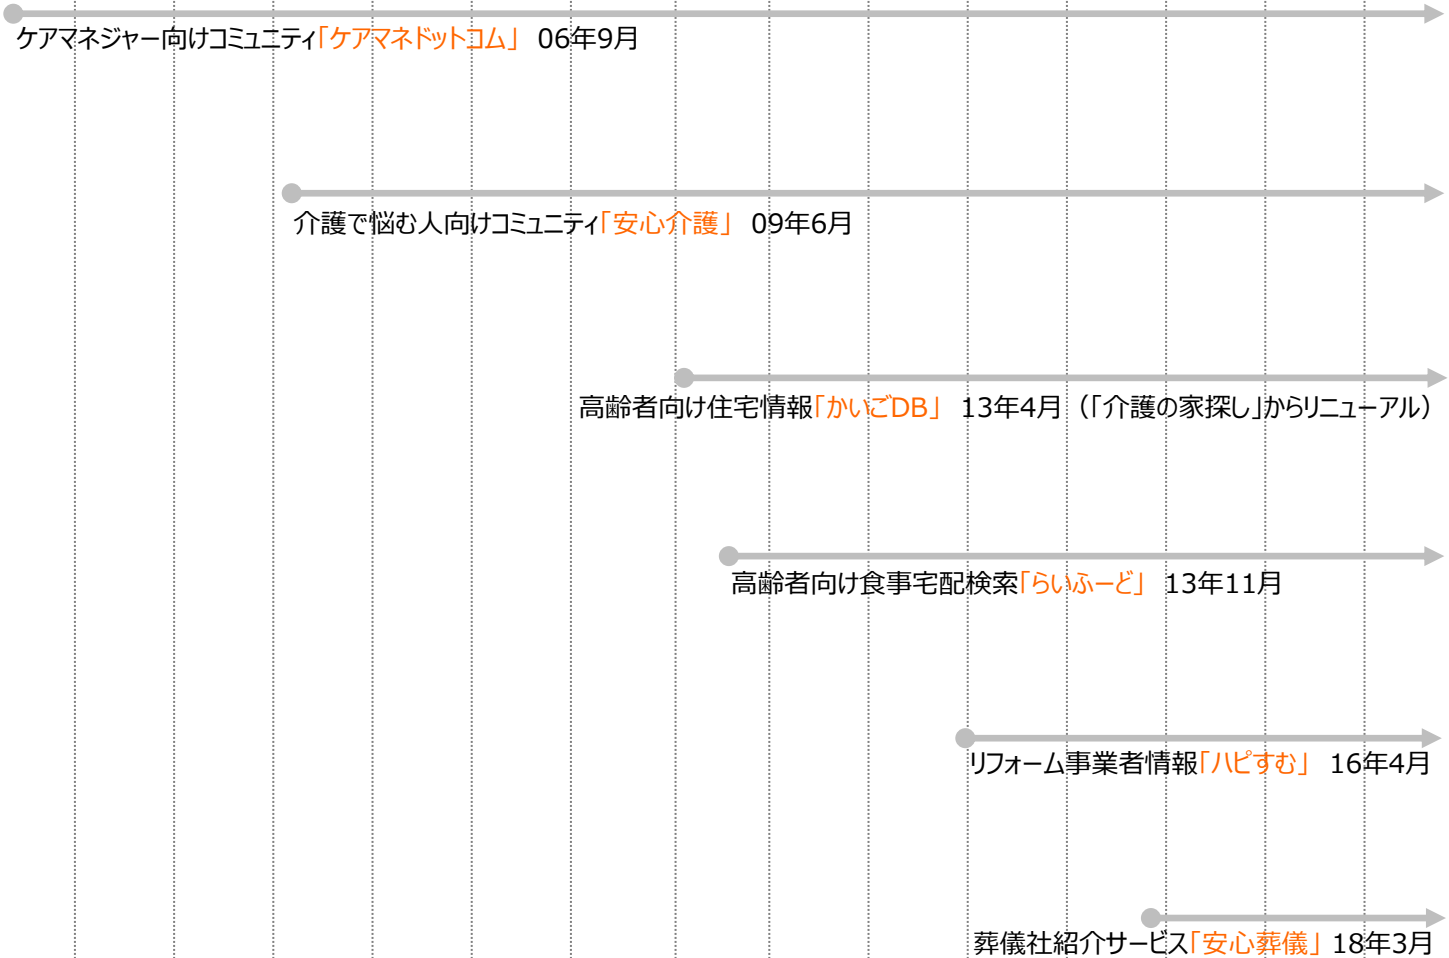 ケアマネジャー向けコミュニティ「ケアマネドットコム」 06年9月
介護で悩む人向けコミュニティ「安心介護」 09年6月
高齢者向け住宅情報「かいごDB」 13年4月（「介護の家探し」からリニューアル）
高齢者向け食事宅配検索「らいふーど」 13年11月
リフォーム事業者情報「ハピすむ」 16年4月
葬儀社紹介サービス「安心葬儀」 18年3月